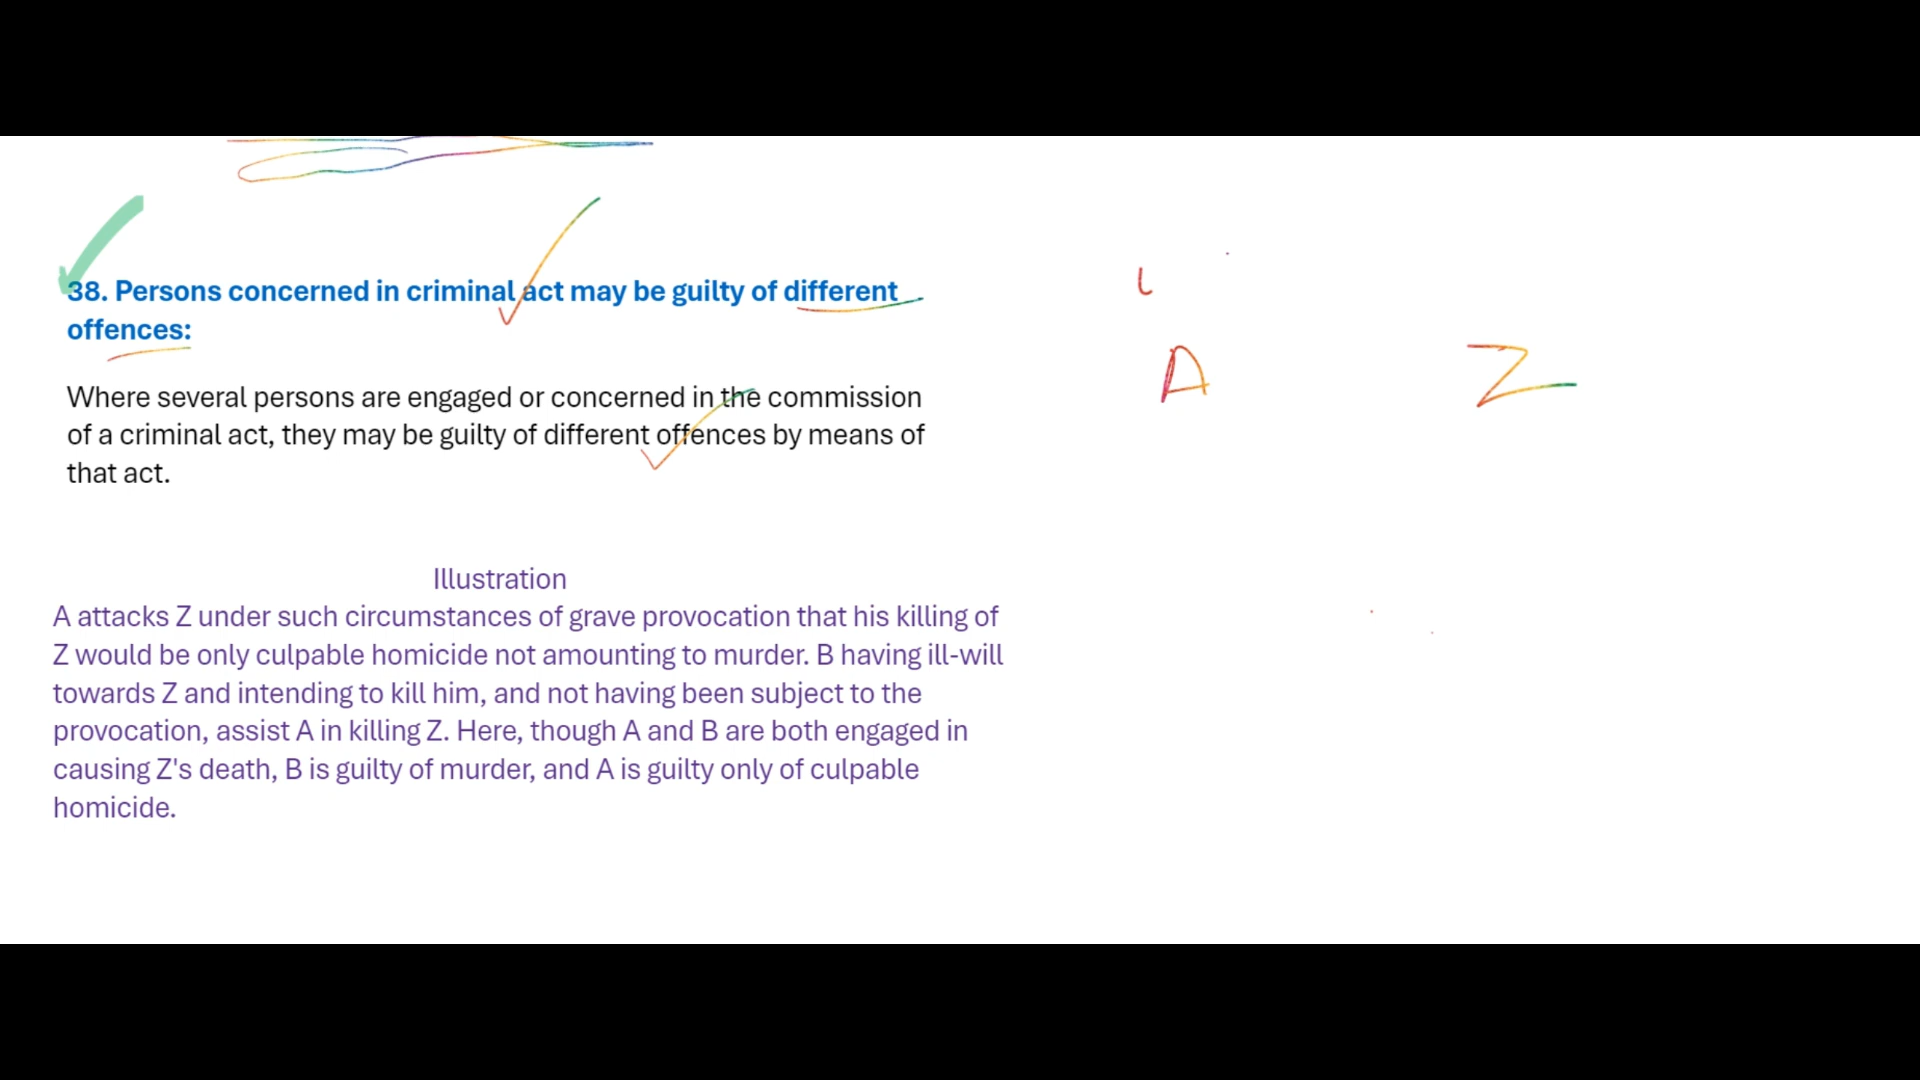 38. Persons concerned in criminal act may be guilty of different
offences:
A Z
Where several persons are engaged or concerned in the commission
of a criminal act, they may be guilty of different offences by means of
that act.
Illustration
A attacks Z under such circumstances of grave provocation that his killing of
Z would be only culpable homicide not amounting to murder. B having ill-will
towards Z and intending to kill him, and not having been subject to the
provocation, assist A in killing Z. Here, though A and B are both engaged in
causing Z's death, B is guilty of murder, and A is guilty only of culpable
homicide.